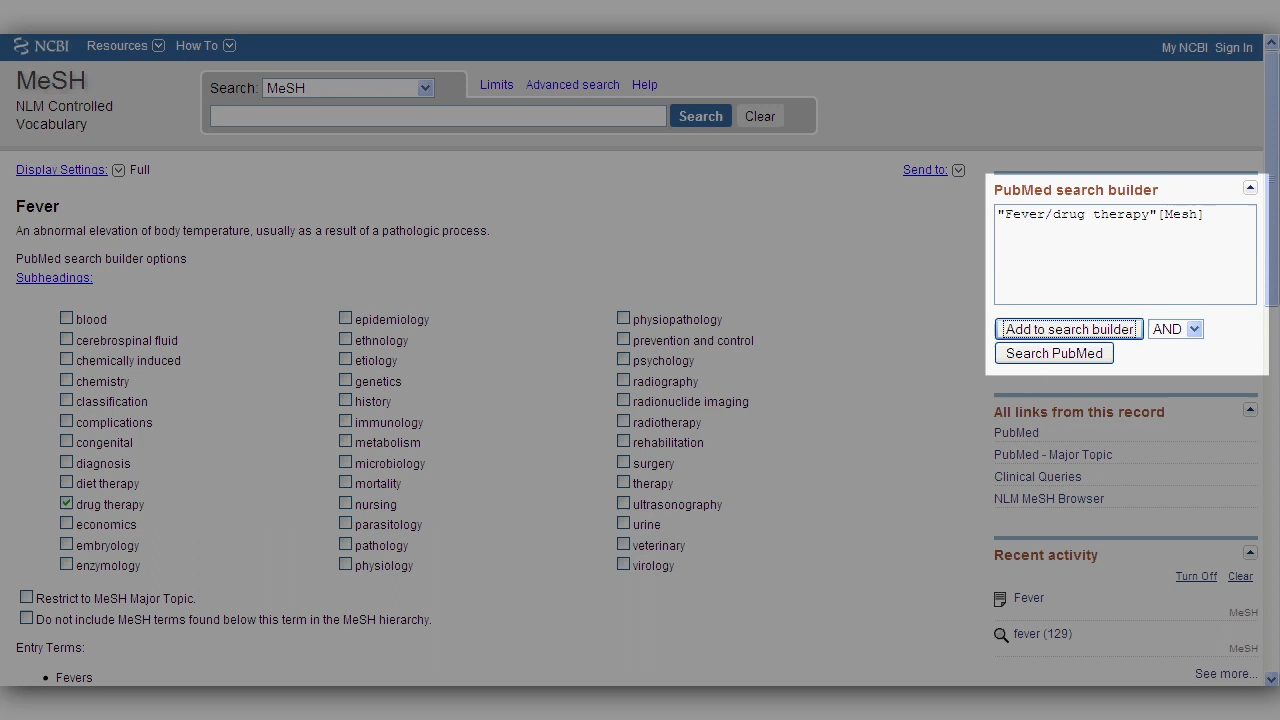 NCBI Resources How To My NCBI Sign In
MeSH
NLM Controlled
Vocabulary
Search: MeSH Limits Advanced search Help
Search Clear
Display Settings: Full Send to:
Fever
An abnormal elevation of body temperature, usually as a result of a pathologic process.
PubMed search builder options
Subheadings:
blood epidemiology physiopathology
cerebrospinal fluid ethnology prevention and control
chemically induced etiology psychology
chemistry genetics radiography
classification history radionuclide imaging
complications immunology radiotherapy
congenital metabolism rehabilitation
diagnosis microbiology surgery
diet therapy mortality therapy
drug therapy nursing ultrasonography
economics parasitology urine
embryology pathology veterinary
enzymology physiology virology
Restrict to MeSH Major Topic.
Do not include MeSH terms found below this term in the MeSH hierarchy.
Entry Terms:
• Fevers
PubMed search builder
"Fever/drug therapy"[Mesh]
Add to search builder AND
Search PubMed
All links from this record
PubMed
PubMed - Major Topic
Clinical Queries
NLM MeSH Browser
Recent activity
Turn Off Clear
Fever
MeSH
fever (129)
MeSH
See more...